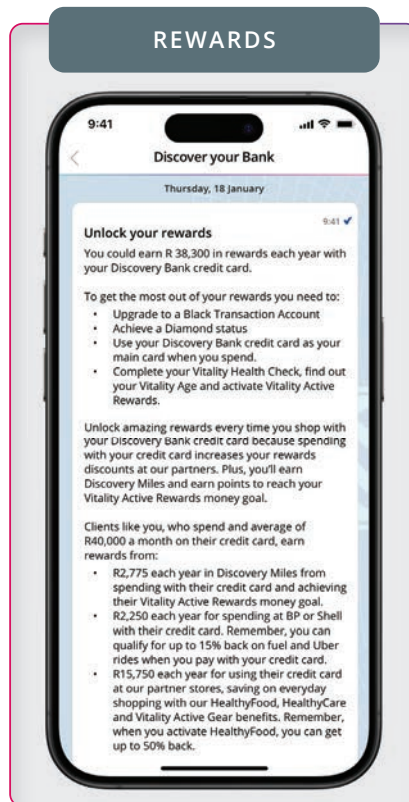 REWARDS
9:41
Discover your Bank
Thursday, 18 January
9:41
Unlock your rewards
You could earn R 38,300 in rewards each year with
your Discovery Bank credit card.
To get the most out of your rewards you need to:
• Upgrade to a Black Transaction Account
• Achieve a Diamond status
• Use your Discovery Bank credit card as your
main card when you spend.
• Complete your Vitality Health Check, find out
your Vitality Age and activate Vitality Active
Rewards.
Unlock amazing rewards every time you shop with
your Discovery Bank credit card because spending
with your credit card increases your rewards
discounts at our partners. Plus, you'll earn
Discovery Miles and earn points to reach your
Vitality Active Rewards money goal.
Clients like you, who spend and average of
R40,000 a month on their credit card, earn
rewards from:
• R2,775 each year in Discovery Miles from
spending with their credit card and achieving
their Vitality Active Rewards money goal.
• R2,250 each year for spending at BP or Shell
with their credit card. Remember, you can
qualify for up to 15% back on fuel and Uber
rides when you pay with your credit card.
• R15,750 each year for using their credit card
at our partner stores, saving on everyday
shopping with our HealthyFood, HealthyCare
and Vitality Active Gear benefits. Remember,
when you activate HealthyFood, you can get
up to 50% back.